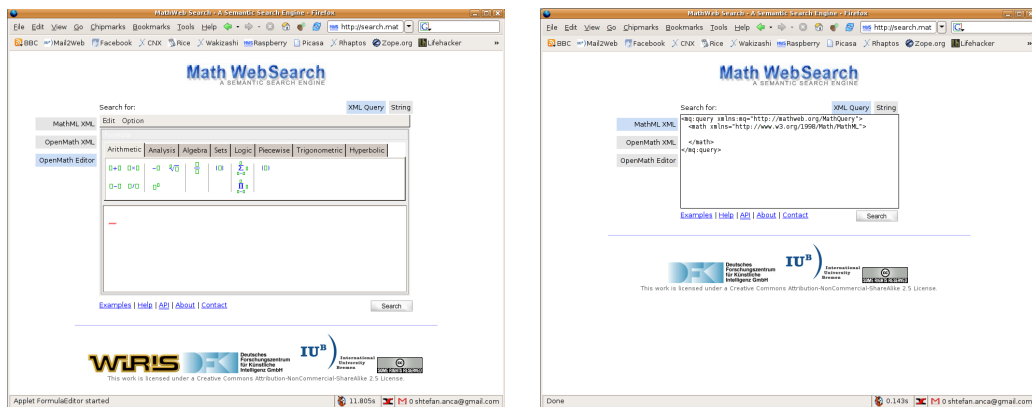 MathWeb Search - A Semantic Search Engine - Firefox
File Edit View Go Chipmarks Bookmarks Tools Help http://search.mat G
BBC Mail2Web Facebook CNX Rice Wakizashi Raspberry Picasa Rhaptos Zope.org Lifehacker »
Math WebSearch
A SEMANTIC SEARCH ENGINE
Search for: XML Query String
MathML XML
OpenMath XML
OpenMath Editor
Edit Option
Arithmetic Analysis Algebra Sets Logic Piecewise Trigonometric Hyperbolic
Examples | Help | API | About | Contact Search
WIRIS
Deutsches
Forschungszentrum
für Künstliche
Intelligenz GmbH
DFK
IUB
International
University
Bremen
SOME RIGHTS RESERVED
This work is licensed under a Creative Commons Attribution-NonCommercial-ShareAlike 2.5 License.
Applet FormulaEditor started 11.805s 0 shtefan.anca@gmail.com
MathWeb Search - A Semantic Search Engine - Firefox
File Edit View Go Chipmarks Bookmarks Tools Help http://search.mat G
BBC Mail2Web Facebook CNX Rice Wakizashi Raspberry Picasa Rhaptos Zope.org Lifehacker »
Math WebSearch
A SEMANTIC SEARCH ENGINE
Search for: XML Query String
MathML XML
OpenMath XML
OpenMath Editor
<mq:query xmlns:mq="http://mathweb.org/MathQuery">
<math xmlns="http://www.w3.org/1998/Math/MathML">
</math>
</mq:query>
Examples | Help | API | About | Contact Search
DFK
Deutsches
Forschungszentrum
für Künstliche
Intelligenz GmbH
IUB
International
University
Bremen
SOME RIGHTS RESERVED
This work is licensed under a Creative Commons Attribution-NonCommercial-ShareAlike 2.5 License.
Done 0.143s 0 shtefan.anca@gmail.com